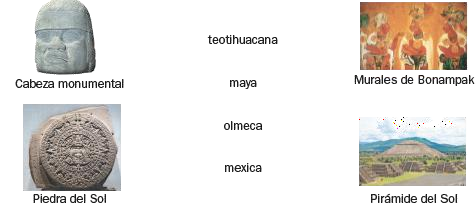 teotihuacana
Cabeza monumental
maya
Murales de Bonampak
olmeca
mexica
Piedra del Sol
Pirámide del Sol